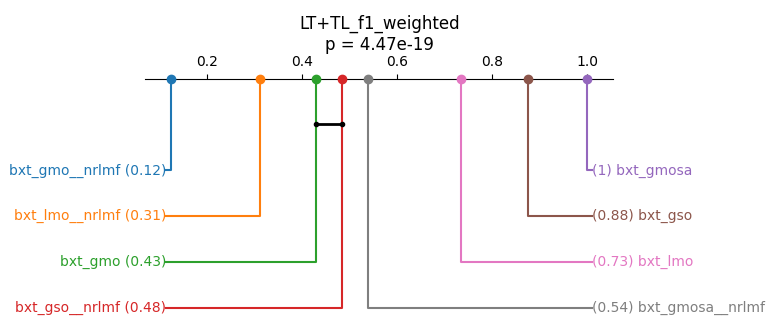 LT+TL_f1_weighted
p = 4.47e-19
0.2 0.4 0.6 0.8 1.0
bxt_gmo__nrlmf (0.12) (1) bxt_gmosa
bxt_lmo__nrlmf (0.31) (0.88) bxt_gso
bxt_gmo (0.43) (0.73) bxt_lmo
bxt_gso__nrlmf (0.48) (0.54) bxt_gmosa__nrlmf